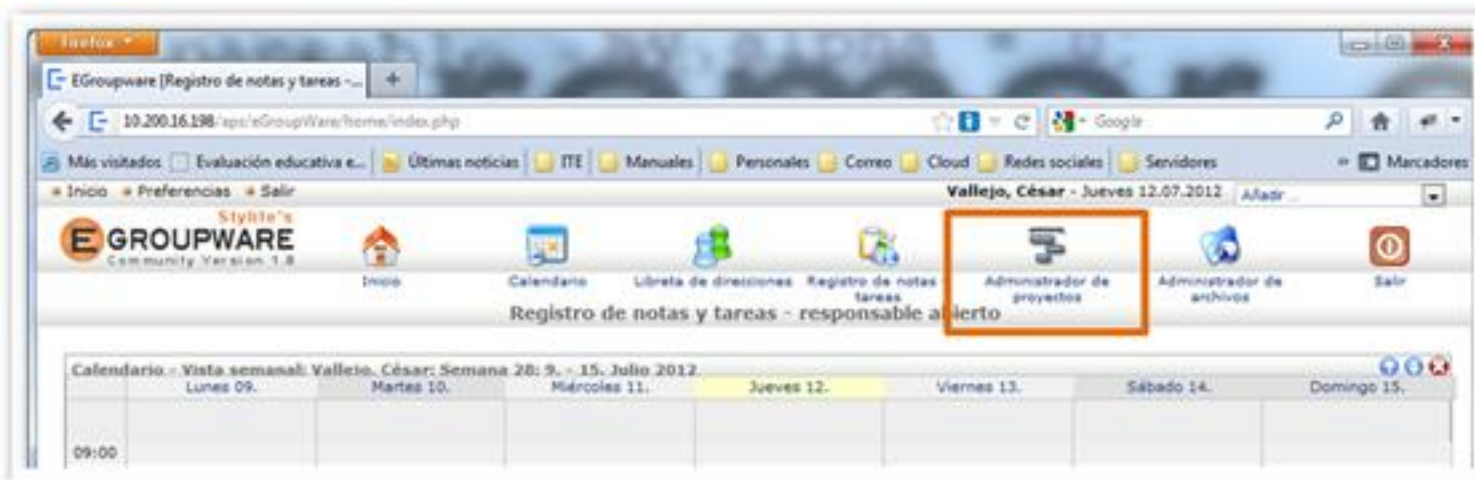 Firefox
EGroupware [Registro de notas y tareas -...
10.200.16.198/aps/eGroupWare/home/index.php
Google
Más visitados Evaluación educativa e... Últimas noticias ITE Manuales Personales Correo Cloud Redes sociales Servidores Marcadores
Inicio Preferencias Salir Vallejo, César - Jueves 12.07.2012 Añadir...
Stylite's
EGROUPWARE
Community Version 1.8
Inicio Calendario Libreta de direcciones Registro de notas Administrador de Administrador de Salir
tareas proyectos archivos
Registro de notas y tareas - responsable abierto
Calendario - Vista semanal: Vallejo, César: Semana 28: 9. - 15. Julio 2012
Lunes 09. Martes 10. Miércoles 11. Jueves 12. Viernes 13. Sábado 14. Domingo 15.
09:00